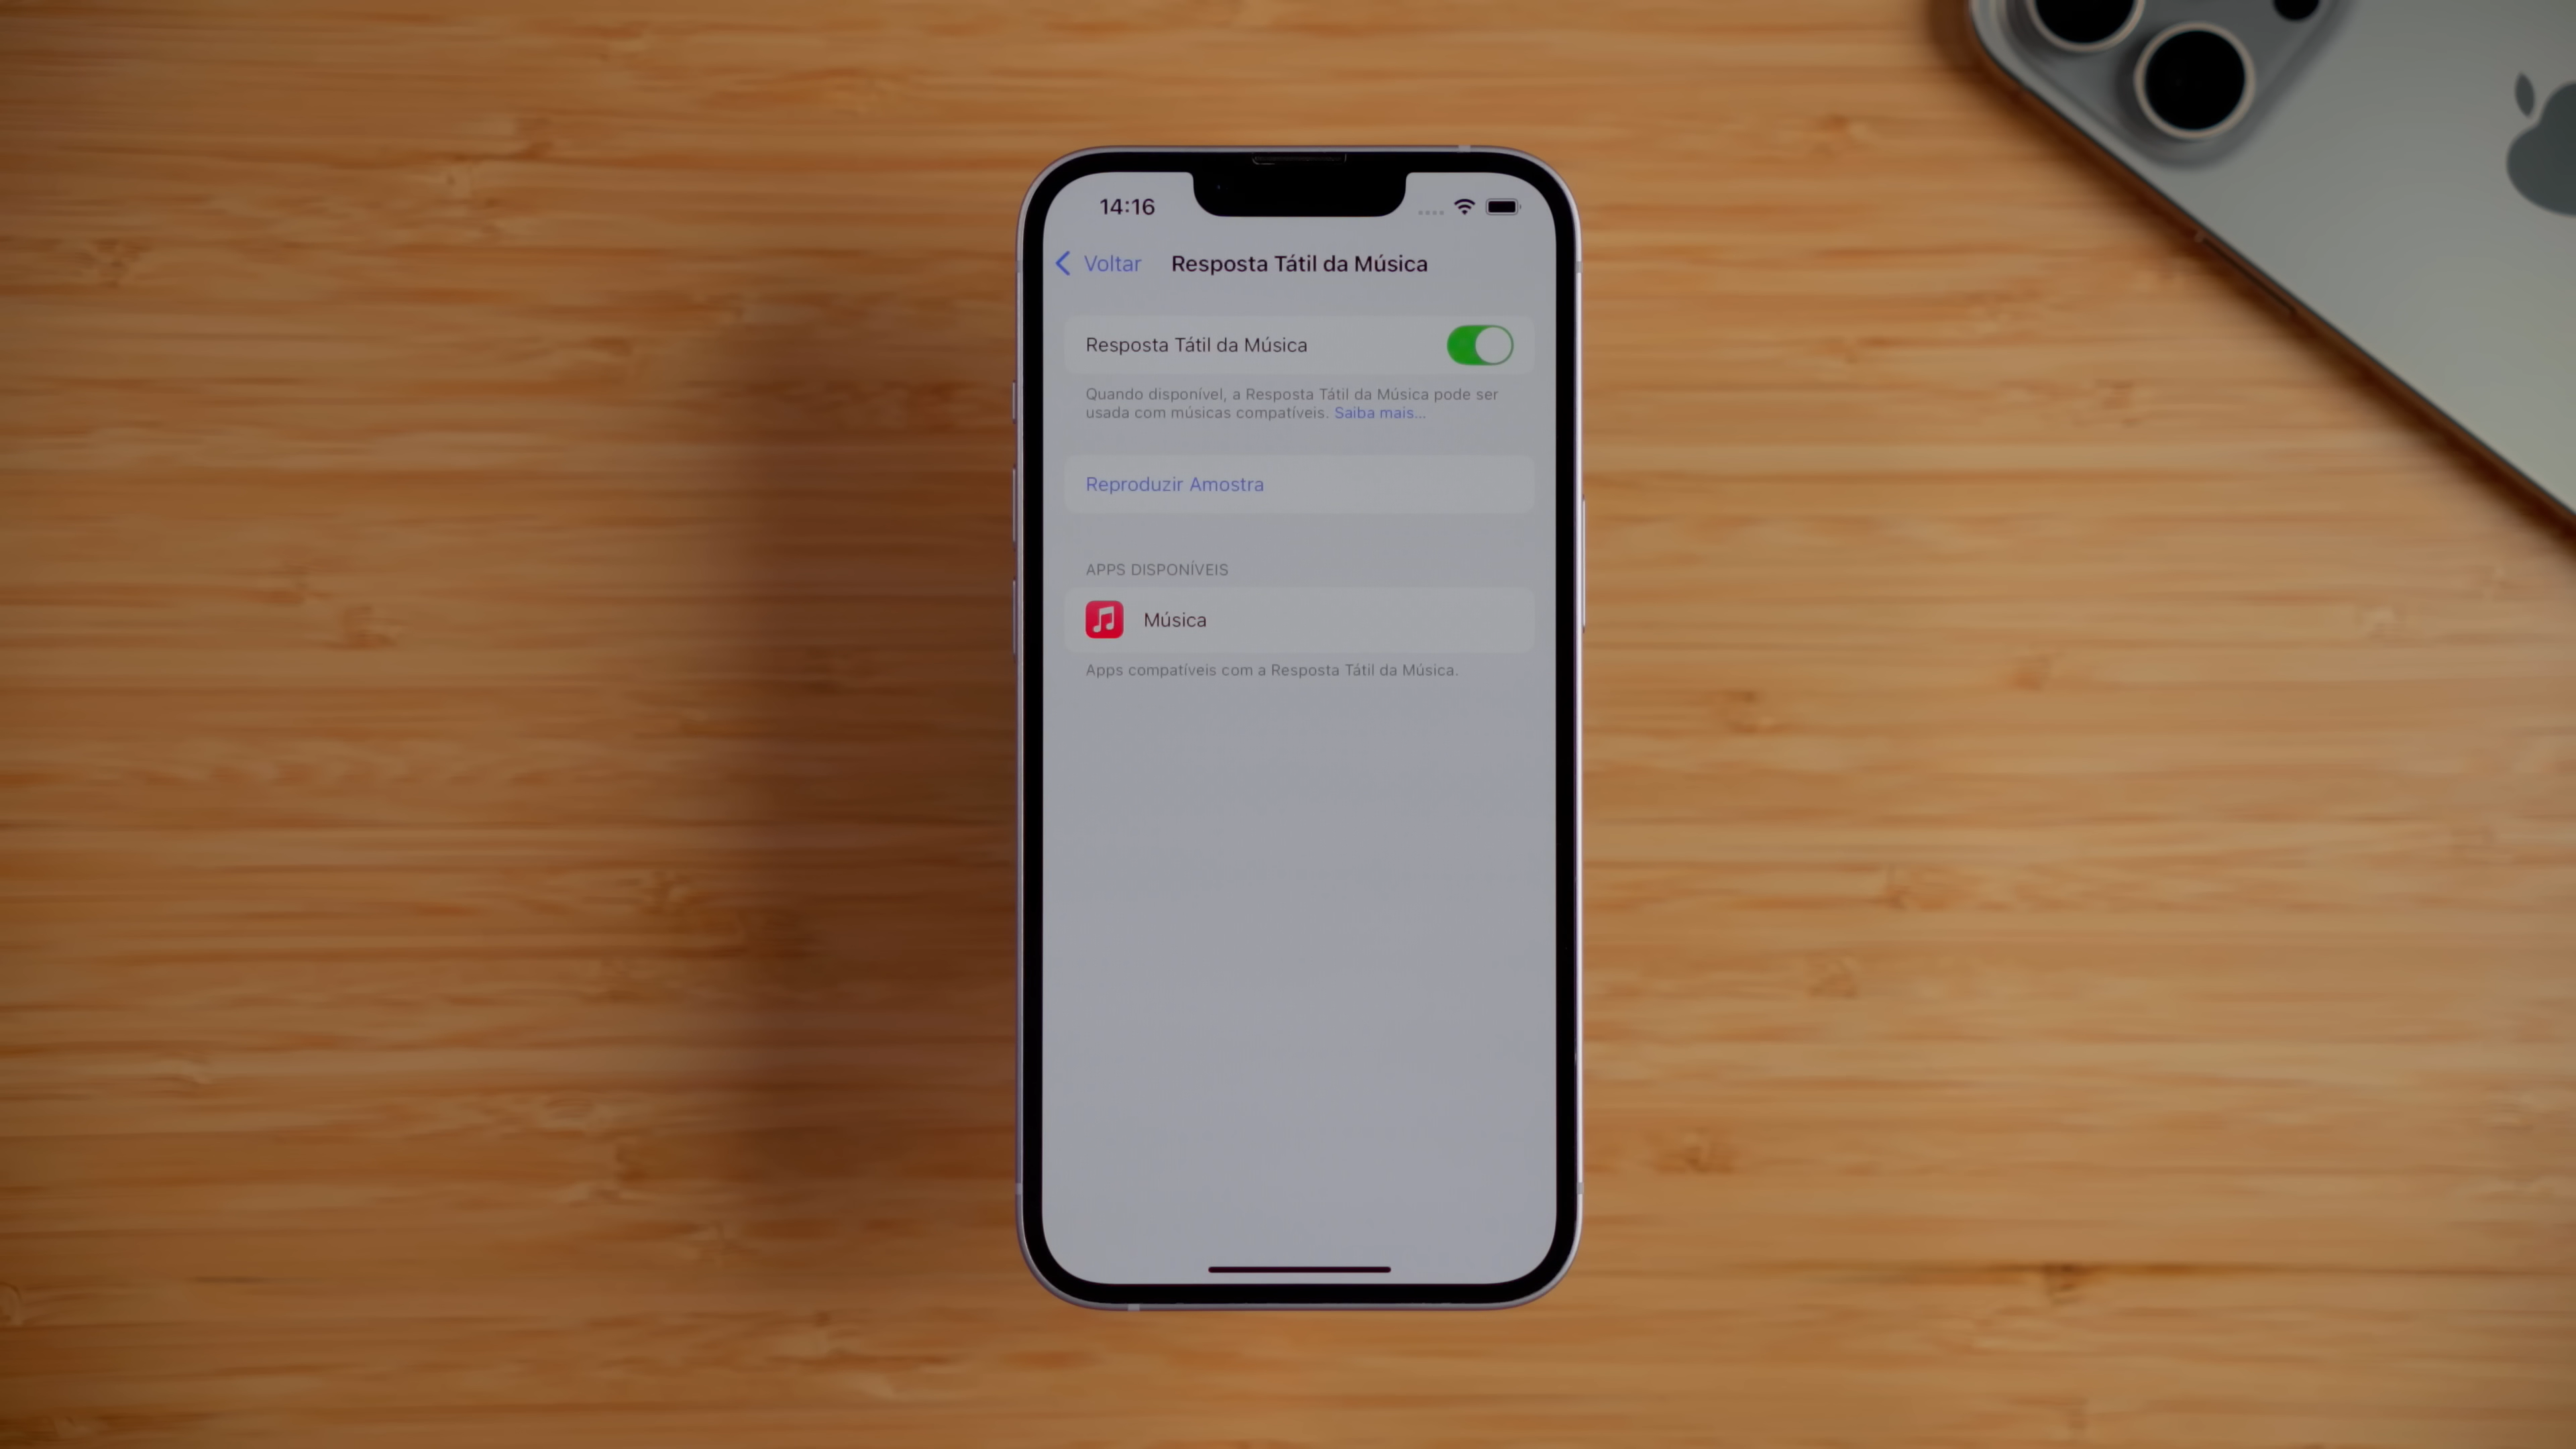 14:16
Voltar
Resposta Tátil da Música
Resposta Tátil da Música
Quando disponível, a Resposta Tátil da Música pode ser
usada com músicas compatíveis. Saiba mais...
Reproduzir Amostra
APPS DISPONÍVEIS
Música
Apps compatíveis com a Resposta Tátil da Música.